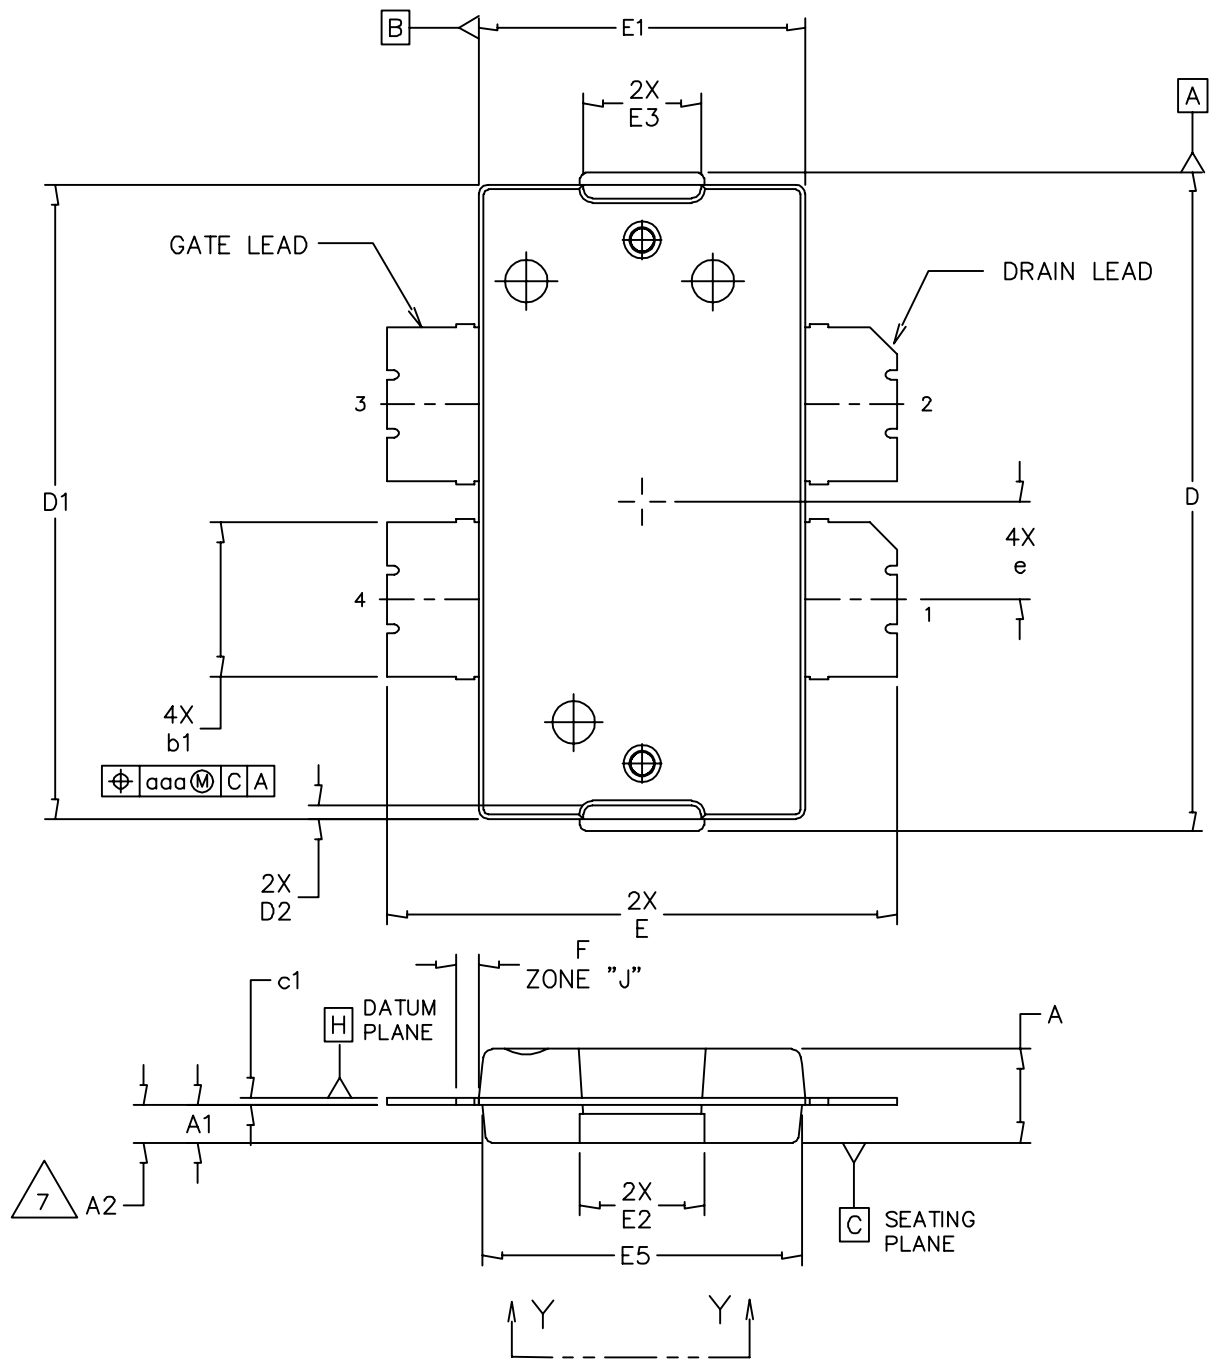 B
E1
2X
E3
A
GATE LEAD
DRAIN LEAD
3
2
D1
D
4X
e
4
1
4X
b1
⌖ aaa Ⓜ C A
2X
D2
2X
E
F
ZONE "J"
c1
H
DATUM
PLANE
A
A1
7
A2
2X
E2
C
SEATING
PLANE
E5
Y
Y